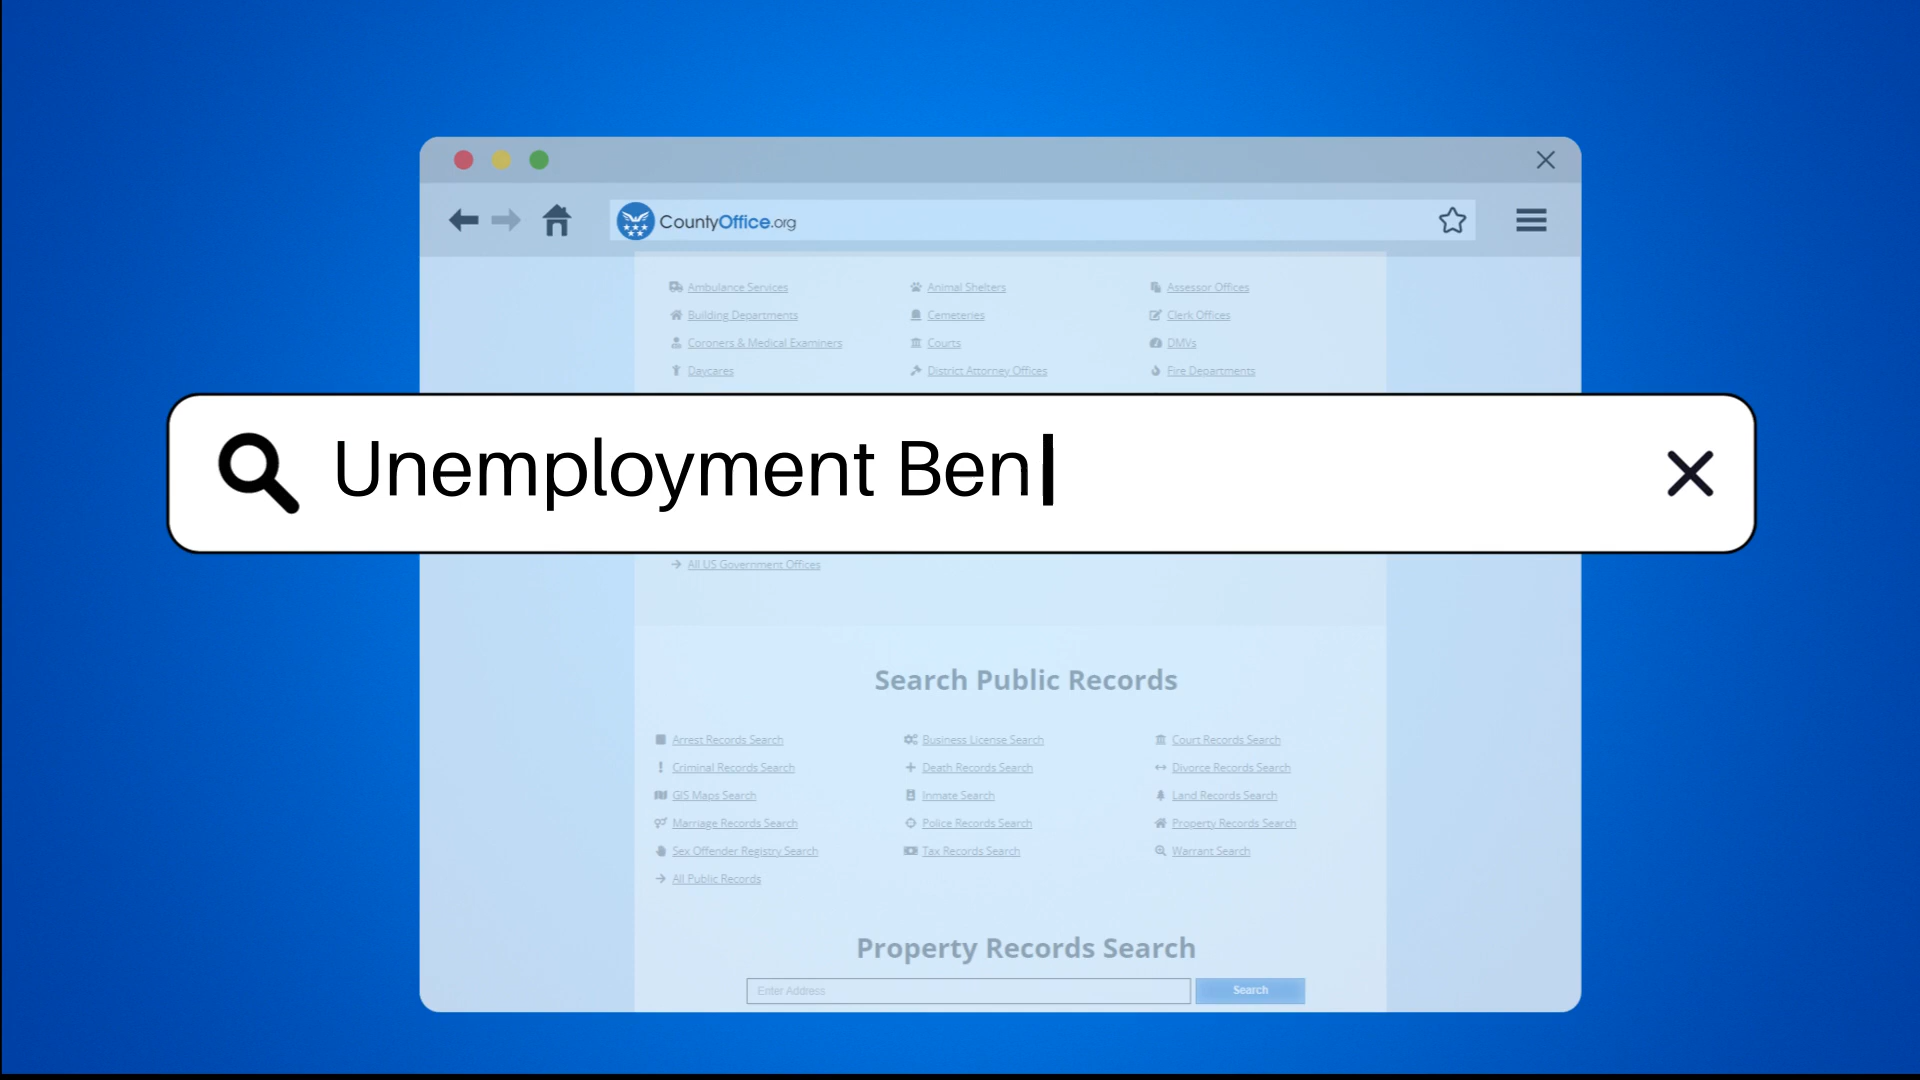 CountyOffice.org
Ambulance Services Animal Shelters Assessor Offices
Building Departments Cemeteries Clerk Offices
Coroners & Medical Examiners Courts DMVs
Daycares District Attorney Offices Fire Departments
Unemployment Ben
All US Government Offices
Search Public Records
Arrest Records Search Business License Search Court Records Search
Criminal Records Search Death Records Search Divorce Records Search
GIS Maps Search Inmate Search Land Records Search
Marriage Records Search Police Records Search Property Records Search
Sex Offender Registry Search Tax Records Search Warrant Search
All Public Records
Property Records Search
Enter Address Search